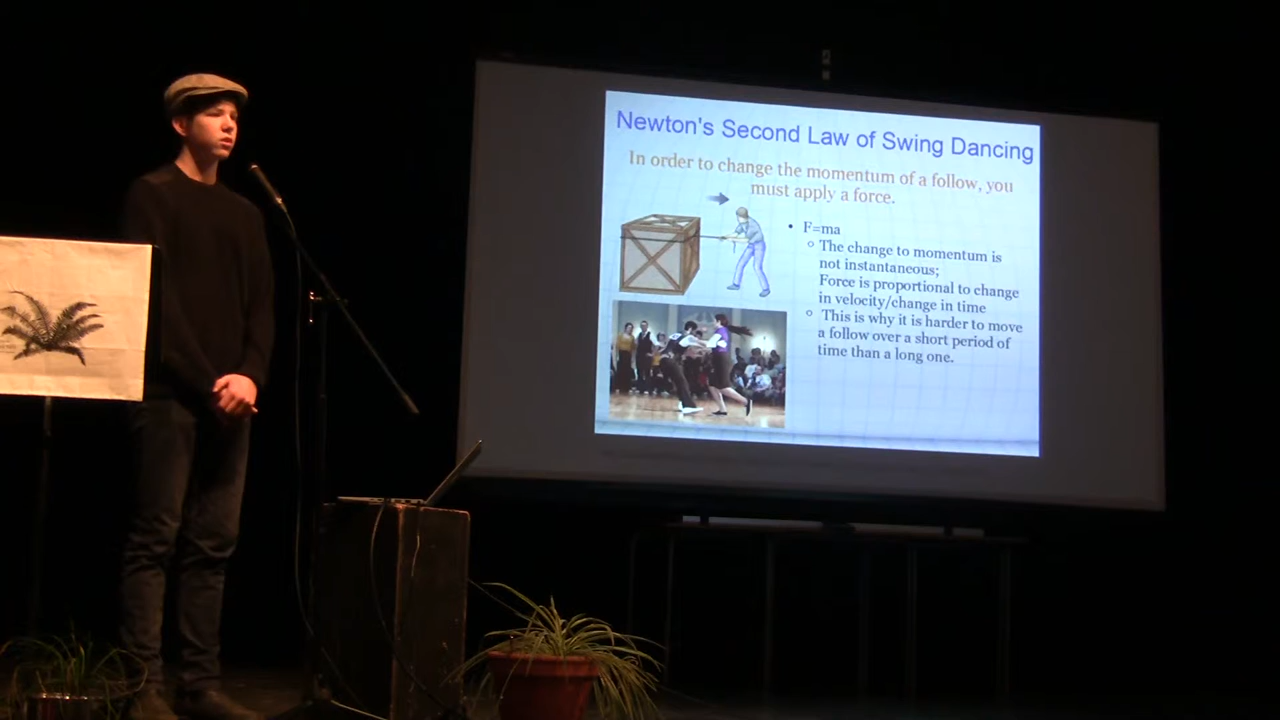 Newton's Second Law of Swing Dancing
In order to change the momentum of a follow, you
must apply a force.
• F=ma
○ The change to momentum is
not instantaneous;
Force is proportional to change
in velocity/change in time
○ This is why it is harder to move
a follow over a short period of
time than a long one.